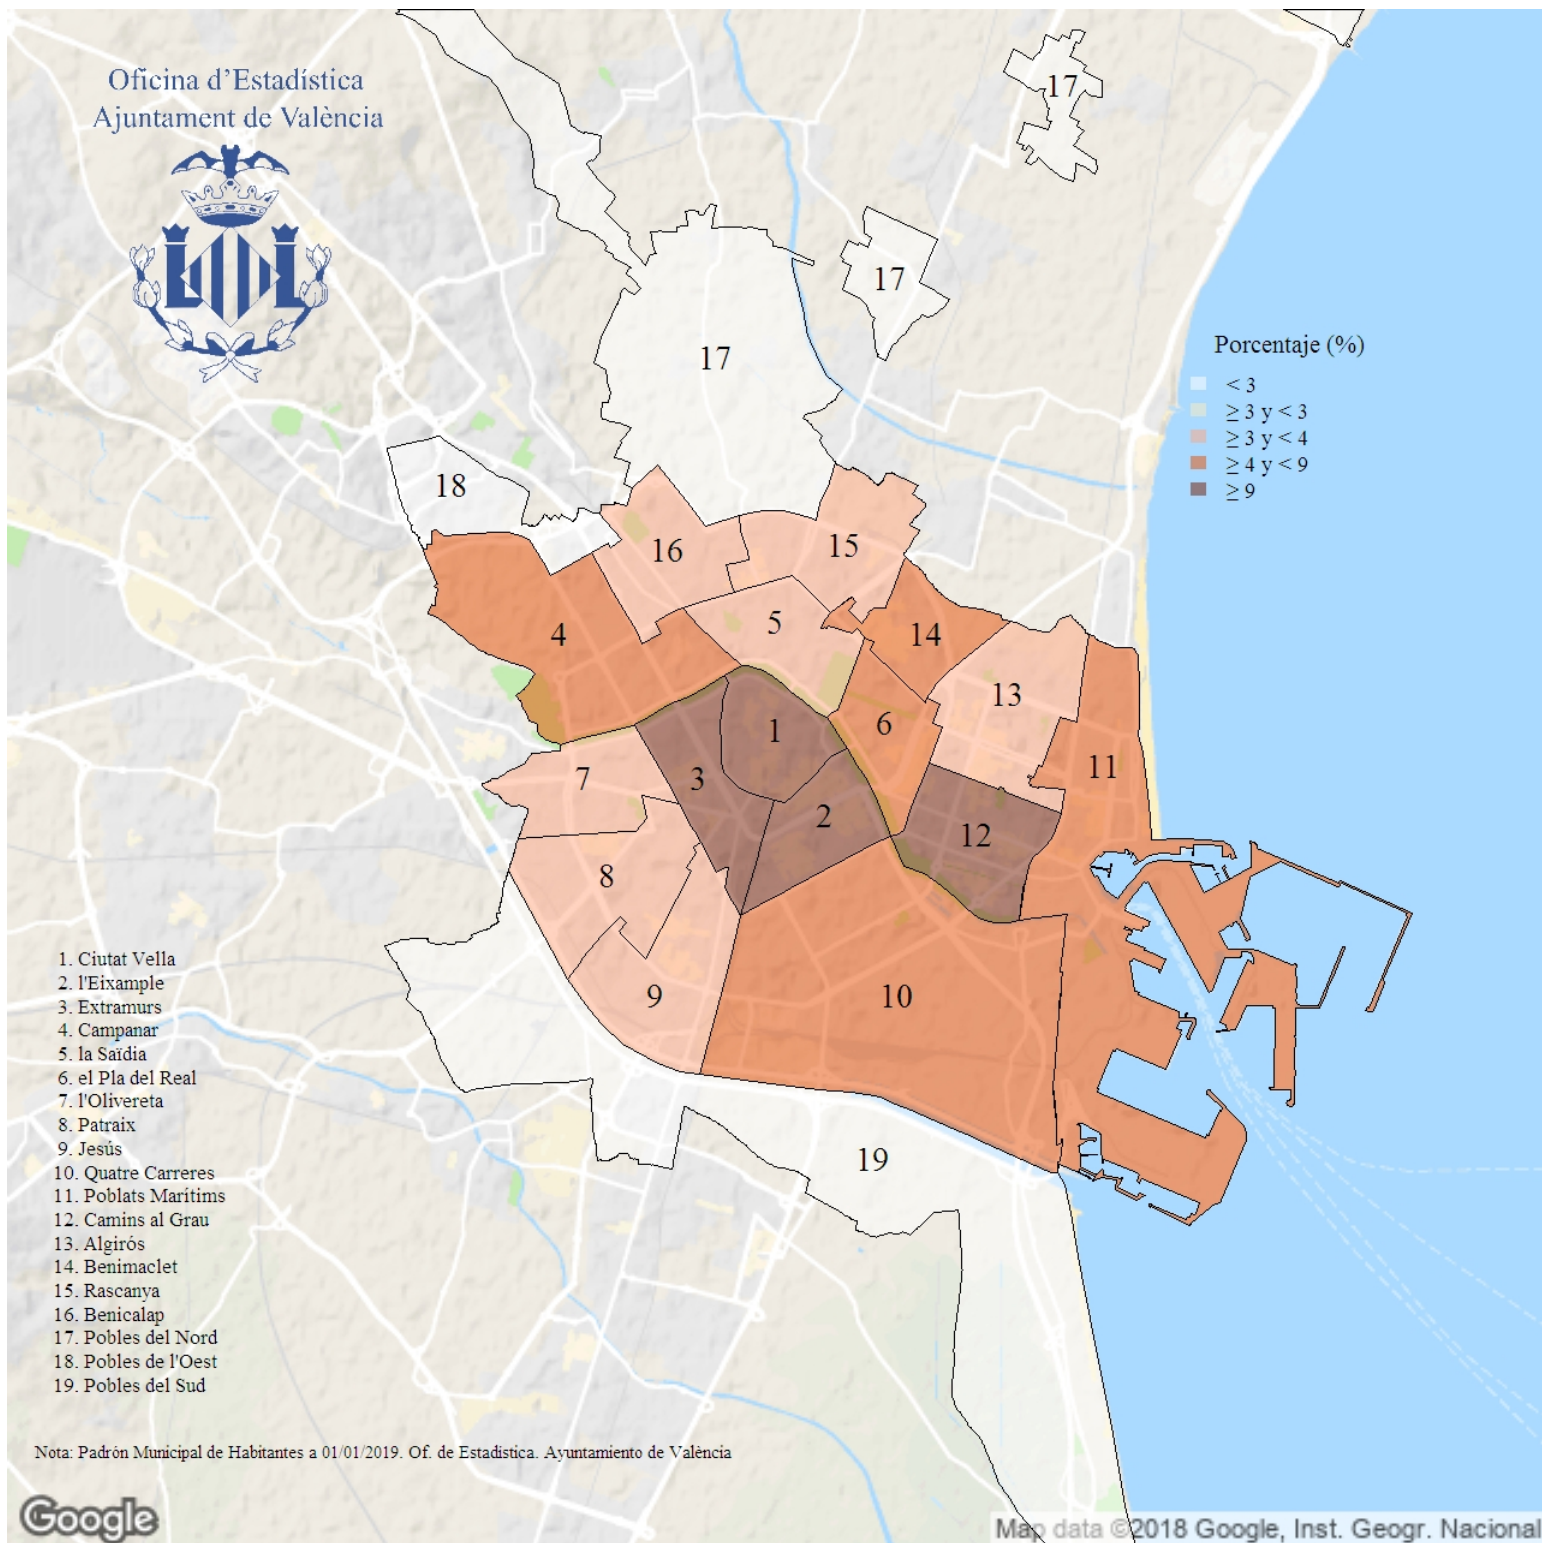 Oficina d'Estadística
Ajuntament de València
17
17
17
18
16
15
5
4
14
13
6
1
11
7
3
2
12
8
9
10
19
Porcentaje (%)
< 3
≥ 3 y < 3
≥ 3 y < 4
≥ 4 y < 9
≥ 9
1. Ciutat Vella
2. l'Eixample
3. Extramurs
4. Campanar
5. la Saïdia
6. el Pla del Real
7. l'Olivereta
8. Patraix
9. Jesús
10. Quatre Carreres
11. Poblats Marítims
12. Camins al Grau
13. Algirós
14. Benimaclet
15. Rascanya
16. Benicalap
17. Pobles del Nord
18. Pobles de l'Oest
19. Pobles del Sud
Nota: Padrón Municipal de Habitantes a 01/01/2019. Of. de Estadística. Ayuntamiento de València
Google
Map data ©2018 Google, Inst. Geogr. Nacional